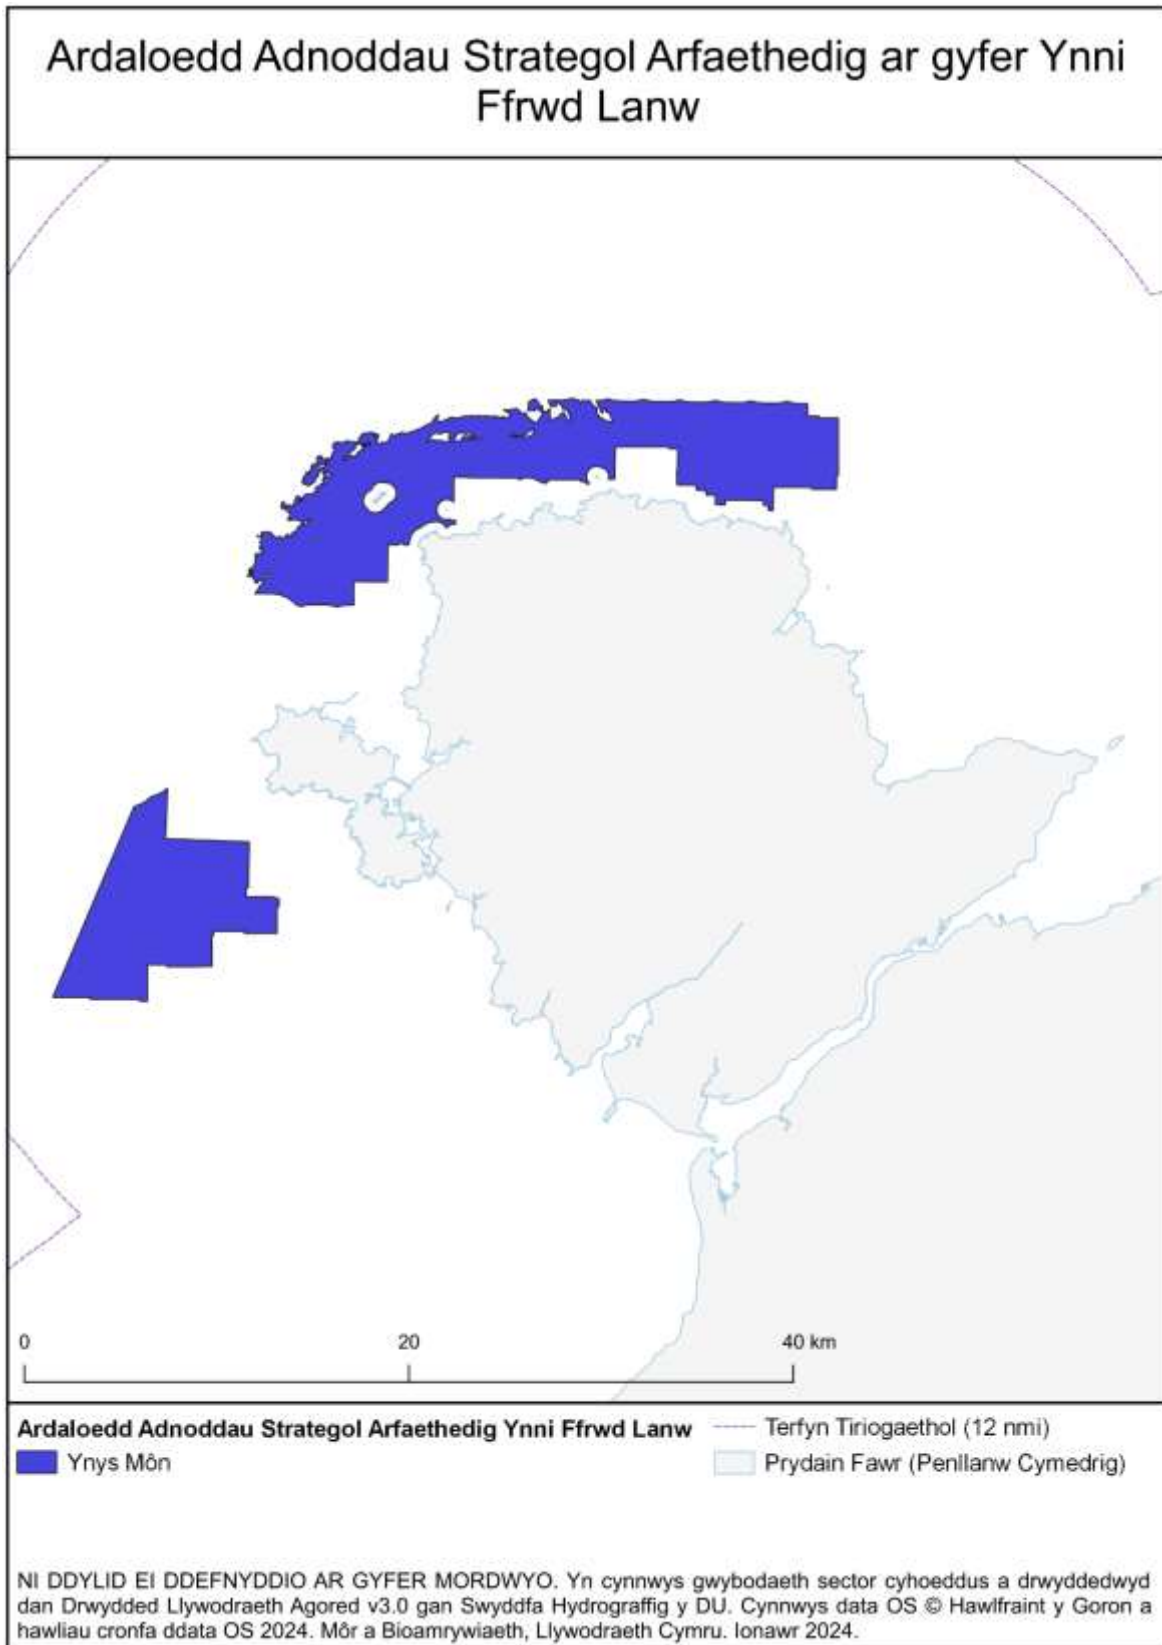 Ardaloedd Adnoddau Strategol Arfaethedig ar gyfer Ynni
Ffrwd Lanw
0 20 40 km
Ardaloedd Adnoddau Strategol Arfaethedig Ynni Ffrwd Lanw
Ynys Môn
Terfyn Tiriogaethol (12 nmi)
Prydain Fawr (Penllanw Cymedrig)
NI DDYLID EI DDEFNYDDIO AR GYFER MORDWYO. Yn cynnwys gwybodaeth sector cyhoeddus a drwyddedwyd
dan Drwydded Llywodraeth Agored v3.0 gan Swyddfa Hydrograffig y DU. Cynnwys data OS © Hawlfraint y Goron a
hawliau cronfa ddata OS 2024. Môr a Bioamrywiaeth, Llywodraeth Cymru. Ionawr 2024.